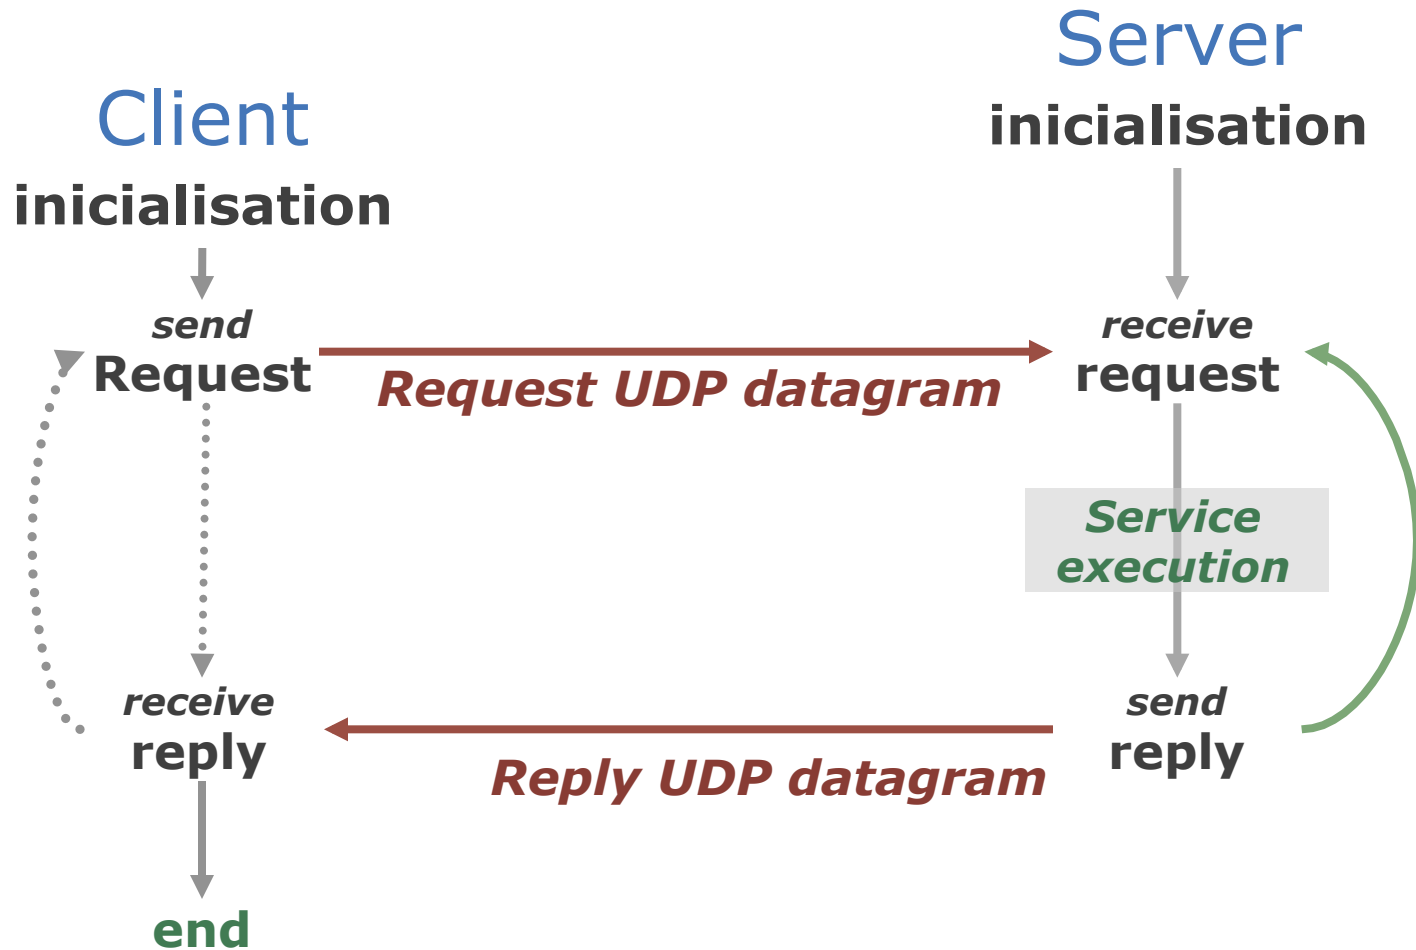 Server
Client
inicialisation
inicialisation
send
Request
receive
request
Request UDP datagram
Service
execution
receive
reply
send
reply
Reply UDP datagram
end